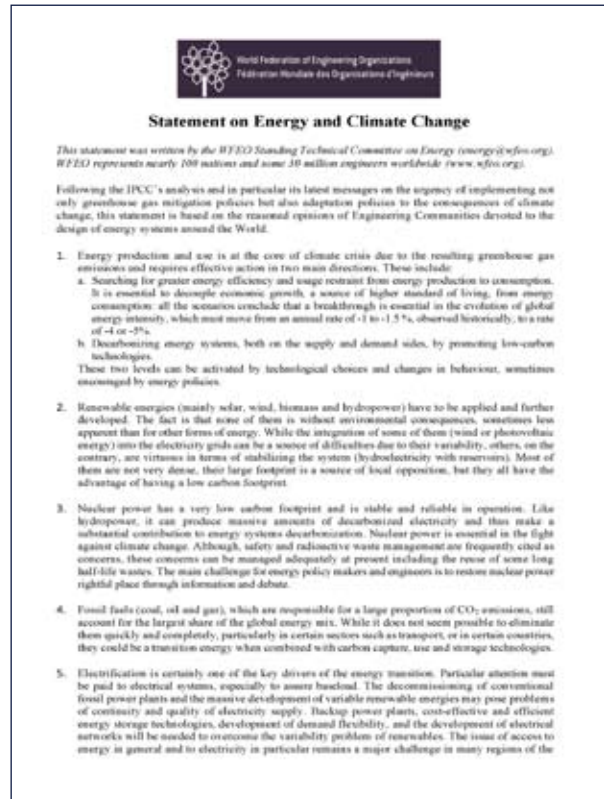 World Federation of Engineering Organizations
Fédération Mondiale des Organisations d'Ingénieurs
Statement on Energy and Climate Change
This statement was written by the WFEO Standing Technical Committee on Energy (energy@wfeo.org).
WFEO represents nearly 100 nations and some 30 million engineers worldwide (www.wfeo.org).
Following the IPCC's analysis and in particular its latest messages on the urgency of implementing not
only greenhouse gas mitigation policies but also adaptation policies to the consequences of climate
change, this statement is based on the reasoned opinions of Engineering Communities devoted to the
design of energy systems around the World.
1. Energy production and use is at the core of climate crisis due to the resulting greenhouse gas
emissions and requires effective action in two main directions. These include:
a. Searching for greater energy efficiency and usage restraint from energy production to consumption.
It is essential to decouple economic growth, a source of higher standard of living, from energy
consumption: all the scenarios conclude that a breakthrough is essential in the evolution of global
energy intensity, which must move from an annual rate of -1 to -1.5 %, observed historically, to a rate
of -4 or -5%.
b. Decarbonizing energy systems, both on the supply and demand sides, by promoting low-carbon
technologies.
These two levels can be activated by technological choices and changes in behaviour, sometimes
encouraged by energy policies.
2. Renewable energies (mainly solar, wind, biomass and hydropower) have to be applied and further
developed. The fact is that none of them is without environmental consequences, sometimes less
apparent than for other forms of energy. While the integration of some of them (wind or photovoltaic
energy) into the electricity grids can be a source of difficulties due to their variability, others, on the
contrary, are virtuous in terms of stabilizing the system (hydroelectricity with reservoirs). Most of
them are not very dense, their large footprint is a source of local opposition, but they all have the
advantage of having a low carbon footprint.
3. Nuclear power has a very low carbon footprint and is stable and reliable in operation. Like
hydropower, it can produce massive amounts of decarbonized electricity and thus make a
substantial contribution to energy systems decarbonization. Nuclear power is essential in the fight
against climate change. Although, safety and radioactive waste management are frequently cited as
concerns, these concerns can be managed adequately at present including the reuse of some long
half-life wastes. The main challenge for energy policy makers and engineers is to restore nuclear power
rightful place through information and debate.
4. Fossil fuels (coal, oil and gas), which are responsible for a large proportion of CO₂ emissions, still
account for the largest share of the global energy mix. While it does not seem possible to eliminate
them quickly and completely, particularly in certain sectors such as transport, or in certain countries,
they could be a transition energy when combined with carbon capture, use and storage technologies.
5. Electrification is certainly one of the key drivers of the energy transition. Particular attention must
be paid to electrical systems, especially to assure baseload. The decommissioning of conventional
fossil power plants and the massive development of variable renewable energies may pose problems
of continuity and quality of electricity supply. Backup power plants, cost-effective and efficient
energy storage technologies, development of demand flexibility, and the development of electrical
networks will be needed to overcome the variability problem of renewables. The issue of access to
energy in general and to electricity in particular remains a major challenge in many regions of the